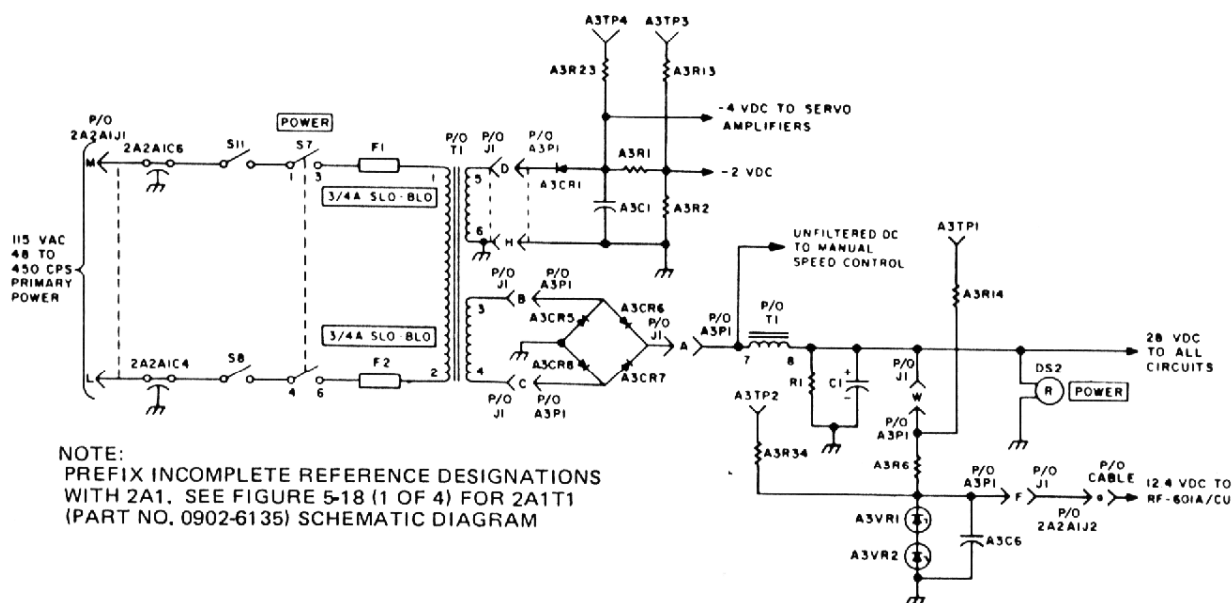 A3TP4
A3TP3
A3R23
A3R13
-4 VDC TO SERVO
AMPLIFIERS
P/O
2A2A1J1
POWER
P/O
T1
P/O
J1
P/O
A3P1
M
2A2A1C6
S11
S7
F1
D
A3R1
-2 VDC
1
3
1
5
A3CR1
3/4A SLO-BLO
A3C1
A3R2
6
H
115 VAC
48 TO
450 CPS
PRIMARY
POWER
UNFILTERED DC
TO MANUAL
SPEED CONTROL
A3TP1
P/O
J1
P/O
A3P1
B
3
A3CR5
A3CR6
P/O
J1
P/O
A3P1
P/O
T1
A3R14
3/4A SLO-BLO
A
7
8
28 VDC
TO ALL
CIRCUITS
L
2A2A1C4
S8
F2
4
6
2
4
A3CR8
A3CR7
C
P/O
J1
P/O
A3P1
A3TP2
R1
+
C1
-
P/O
J1
W
P/O
A3P1
DS2
R
POWER
A3R34
A3R6
NOTE:
PREFIX INCOMPLETE REFERENCE DESIGNATIONS
WITH 2A1. SEE FIGURE 5-18 (1 OF 4) FOR 2A1T1
(PART NO. 0902-6135) SCHEMATIC DIAGRAM
P/O
A3P1
F
P/O
J1
P/O
2A2A1J2
P/O
CABLE
a
12.4 VDC TO
RF-601A/CU
A3VR1
A3VR2
A3C6